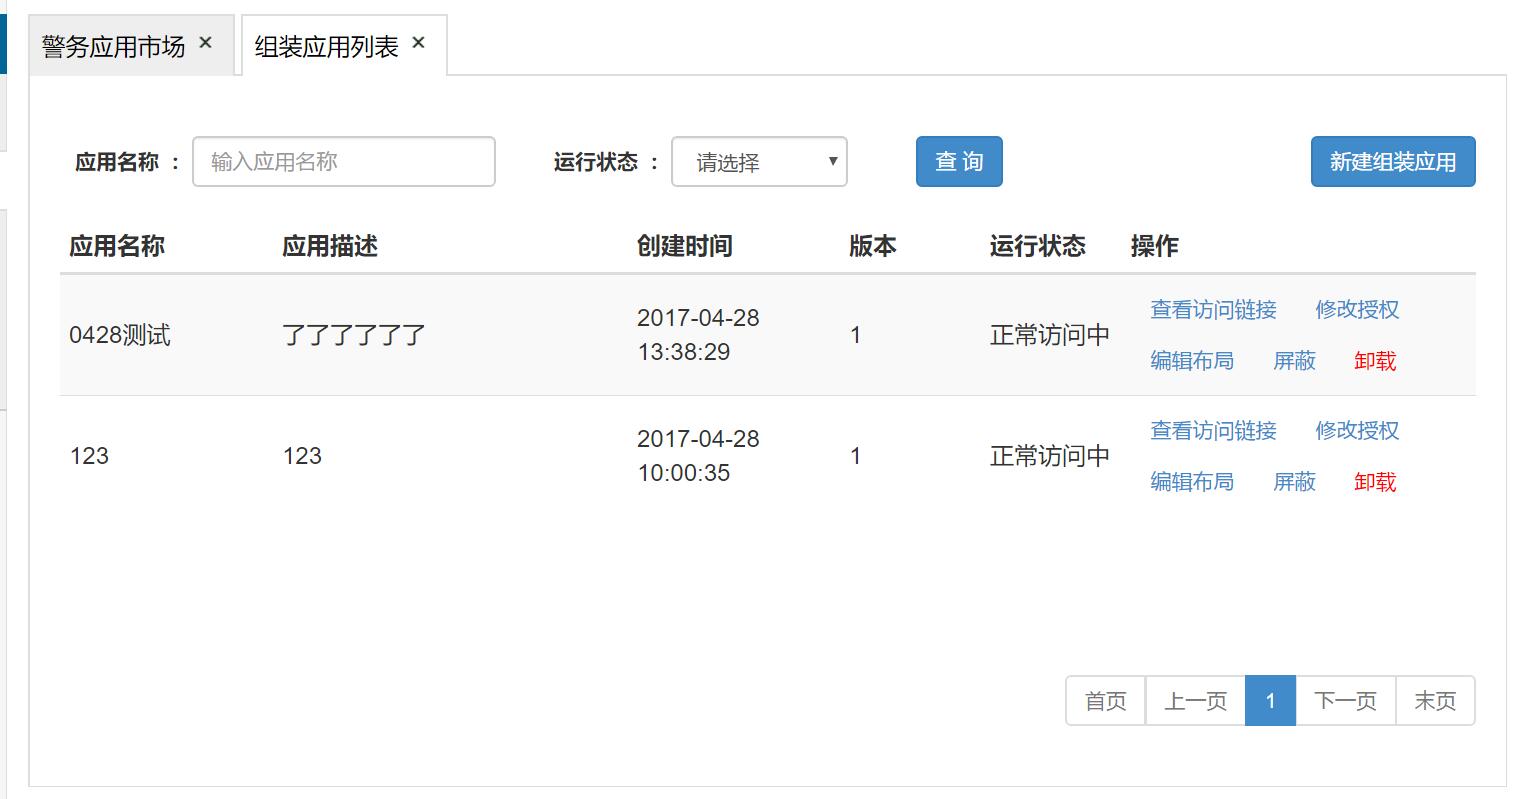 警务应用市场 × 组装应用列表 ×
应用名称 : 输入应用名称 运行状态 : 请选择 ▼ 查 询 新建组装应用
应用名称 应用描述 创建时间 版本 运行状态 操作
查看访问链接 修改授权
0428测试 了了了了了了 2017-04-28 13:38:29 1 正常访问中
编辑布局 屏蔽 卸载
查看访问链接 修改授权
123 123 2017-04-28 10:00:35 1 正常访问中
编辑布局 屏蔽 卸载
首页 上一页 1 下一页 末页